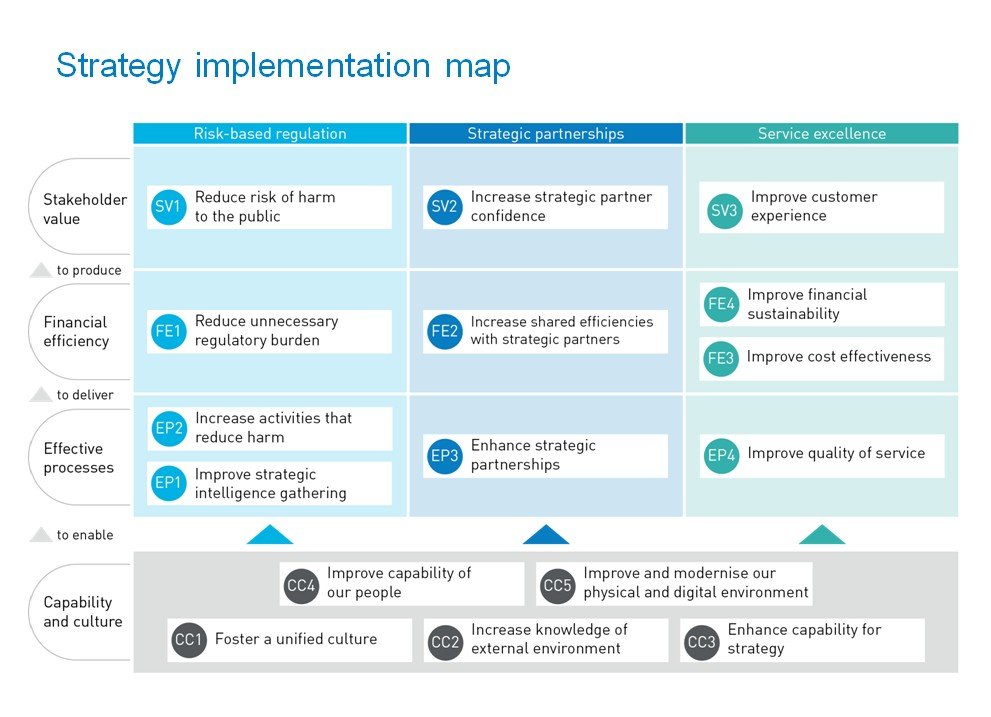 Strategy implementation map
Risk-based regulation
Strategic partnerships
Service excellence
Stakeholder
value
SV1
Reduce risk of harm
to the public
SV2
Increase strategic partner
confidence
SV3
Improve customer
experience
to produce
Financial
efficiency
FE1
Reduce unnecessary
regulatory burden
FE2
Increase shared efficiencies
with strategic partners
FE4
Improve financial
sustainability
FE3
Improve cost effectiveness
to deliver
Effective
processes
EP2
Increase activities that
reduce harm
EP1
Improve strategic
intelligence gathering
EP3
Enhance strategic
partnerships
EP4
Improve quality of service
to enable
Capability
and culture
CC4
Improve capability of
our people
CC5
Improve and modernise our
physical and digital environment
CC1
Foster a unified culture
CC2
Increase knowledge of
external environment
CC3
Enhance capability for
strategy